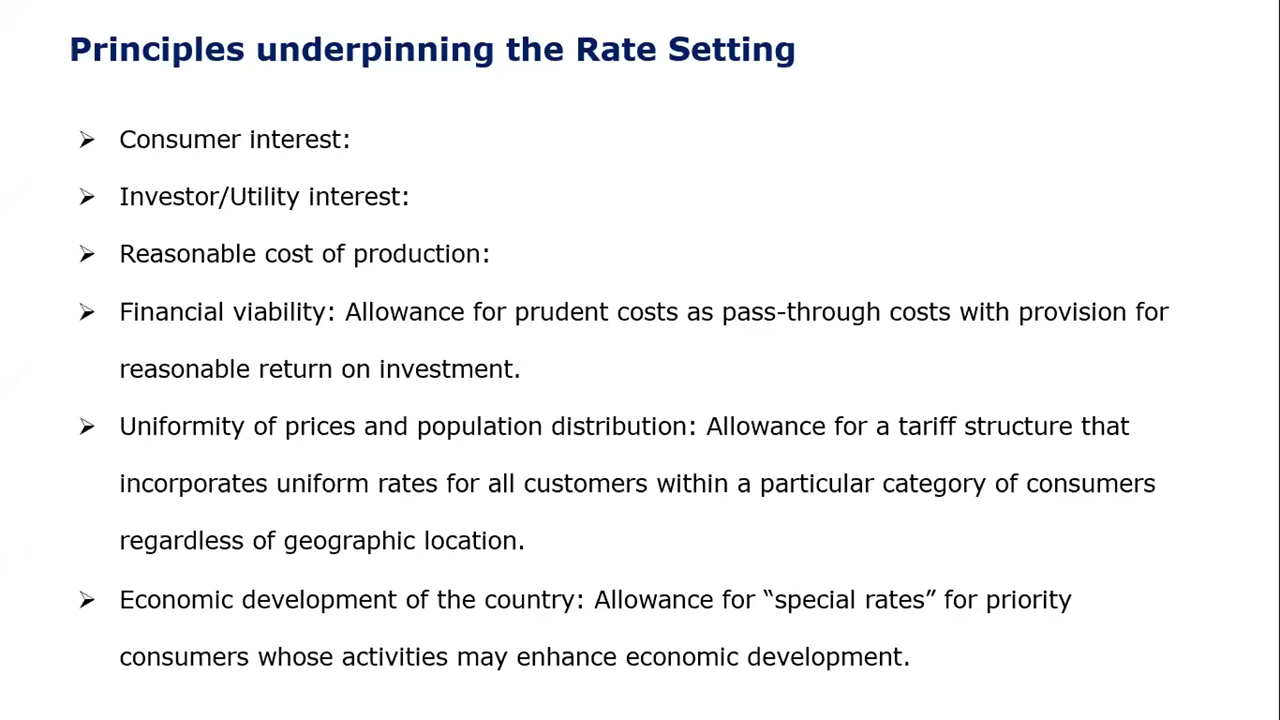 Principles underpinning the Rate Setting
➢ Consumer interest:
➢ Investor/Utility interest:
➢ Reasonable cost of production:
➢ Financial viability: Allowance for prudent costs as pass-through costs with provision for
reasonable return on investment.
➢ Uniformity of prices and population distribution: Allowance for a tariff structure that
incorporates uniform rates for all customers within a particular category of consumers
regardless of geographic location.
➢ Economic development of the country: Allowance for “special rates” for priority
consumers whose activities may enhance economic development.